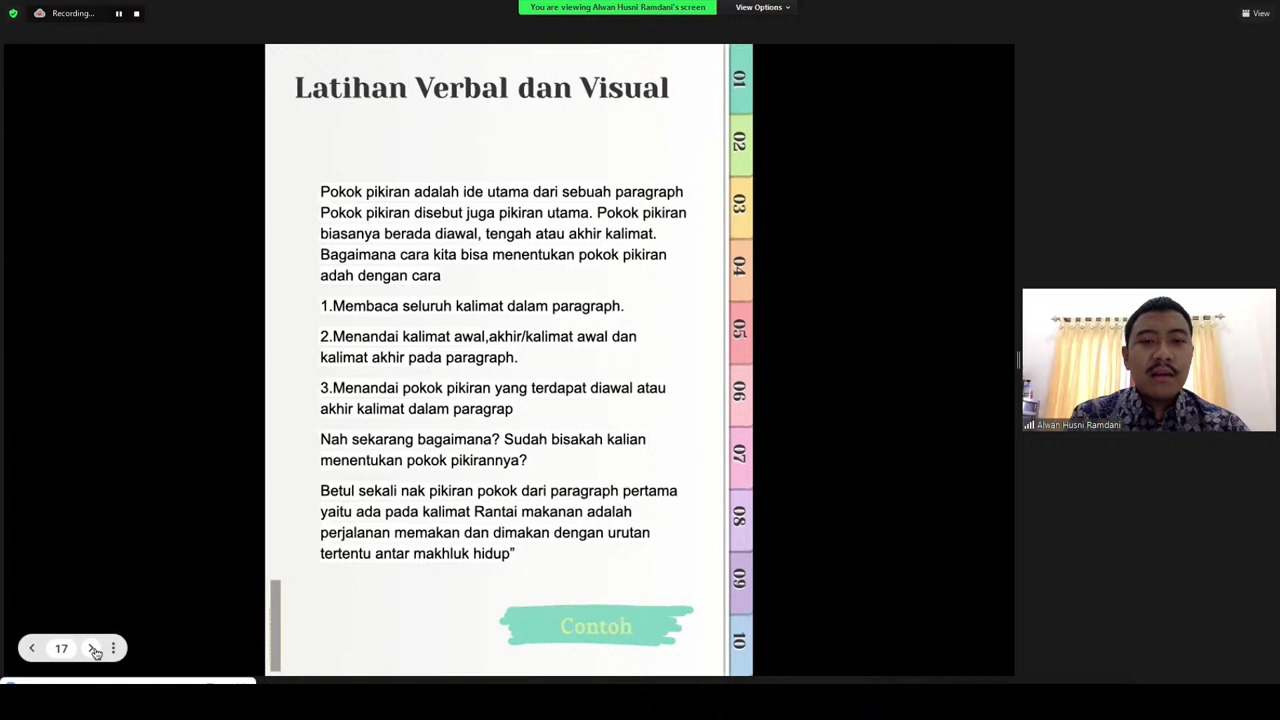 Recording...
You are viewing Alwan Husni Ramdani's screen
View Options
View
Latihan Verbal dan Visual
Pokok pikiran adalah ide utama dari sebuah paragraph
Pokok pikiran disebut juga pikiran utama. Pokok pikiran
biasanya berada diawal, tengah atau akhir kalimat.
Bagaimana cara kita bisa menentukan pokok pikiran
adah dengan cara
1.Membaca seluruh kalimat dalam paragraph.
2.Menandai kalimat awal,akhir/kalimat awal dan
kalimat akhir pada paragraph.
3.Menandai pokok pikiran yang terdapat diawal atau
akhir kalimat dalam paragrap
Nah sekarang bagaimana? Sudah bisakah kalian
menentukan pokok pikirannya?
Betul sekali nak pikiran pokok dari paragraph pertama
yaitu ada pada kalimat Rantai makanan adalah
perjalanan memakan dan dimakan dengan urutan
tertentu antar makhluk hidup”
Contoh
01
02
03
04
05
06
07
08
09
10
17
Alwan Husni Ramdani